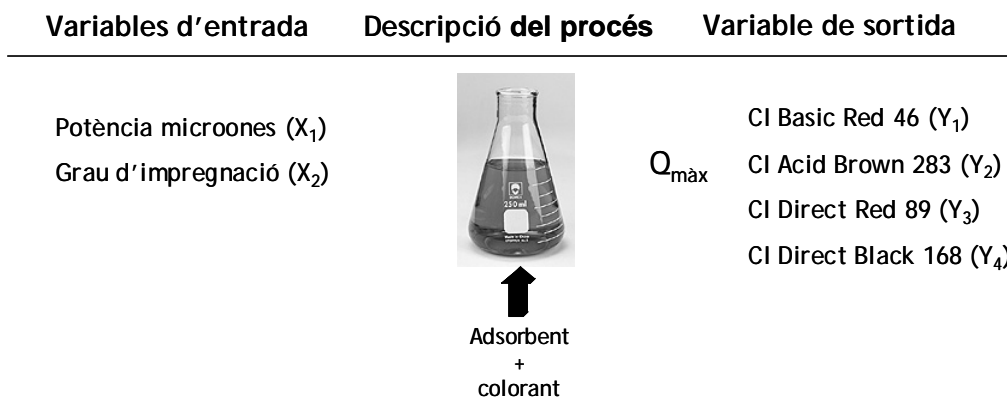 Variables d’entrada Descripció del procés Variable de sortida
Potència microones (X1)
Grau d’impregnació (X2)
250 ml
Qmàx
CI Basic Red 46 (Y1)
CI Acid Brown 283 (Y2)
CI Direct Red 89 (Y3)
CI Direct Black 168 (Y4)
Adsorbent
+
colorant